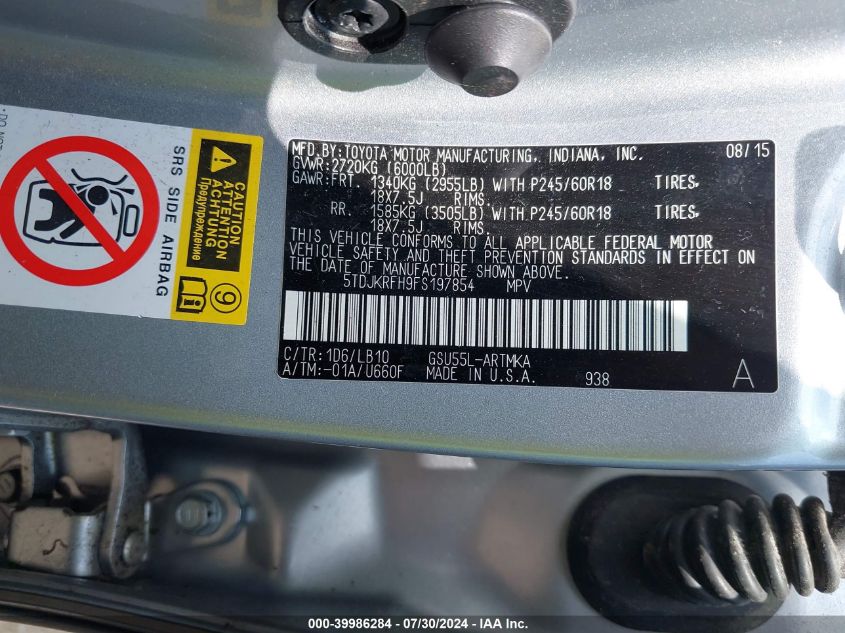 MFD.BY:TOYOTA MOTOR MANUFACTURING, INDIANA, INC. 08/15
GVWR:2720KG (6000LB)
GAWR:FRT. 1340KG (2955LB) WITH P245/60R18 TIRES,
18X7.5J RIMS.
RR. 1585KG (3505LB) WITH P245/60R18 TIRES,
18X7.5J RIMS.
THIS VEHICLE CONFORMS TO ALL APPLICABLE FEDERAL MOTOR
VEHICLE SAFETY AND THEFT PREVENTION STANDARDS IN EFFECT ON
THE DATE OF MANUFACTURE SHOWN ABOVE.
5TDJKRFH9FS197854 MPV
C/TR:1D6/LB10 GSU55L-ARTMKA
A/TM:-01A/U660F MADE IN U.S.A. 938 A
SRS SIDE AIRBAG
CAUTION
ATTENTION
ACHTUNG
Предупреждение
9
• DO NOT
000-39986284 - 07/30/2024 - IAA Inc.